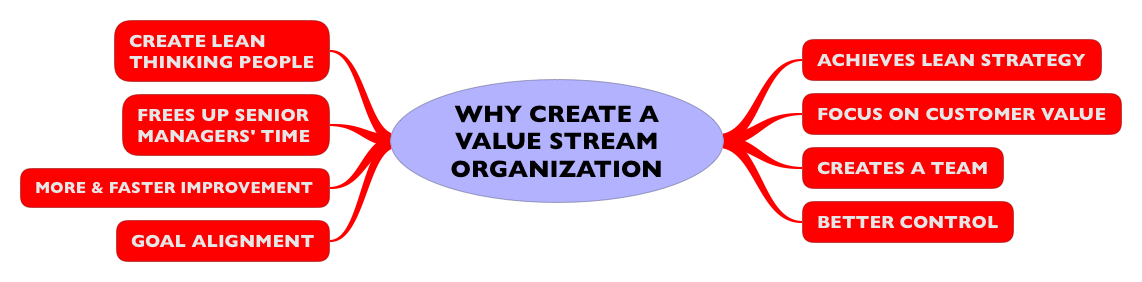 CREATE LEAN
THINKING PEOPLE
FREES UP SENIOR
MANAGERS' TIME
MORE & FASTER IMPROVEMENT
GOAL ALIGNMENT
WHY CREATE A
VALUE STREAM
ORGANIZATION
ACHIEVES LEAN STRATEGY
FOCUS ON CUSTOMER VALUE
CREATES A TEAM
BETTER CONTROL